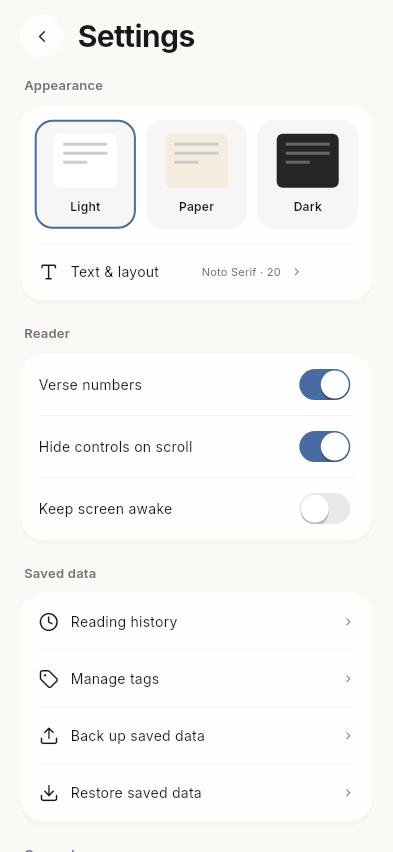 Settings
Appearance
Light
Paper
Dark
Text & layout
Noto Serif · 20
Reader
Verse numbers
Hide controls on scroll
Keep screen awake
Saved data
Reading history
Manage tags
Back up saved data
Restore saved data